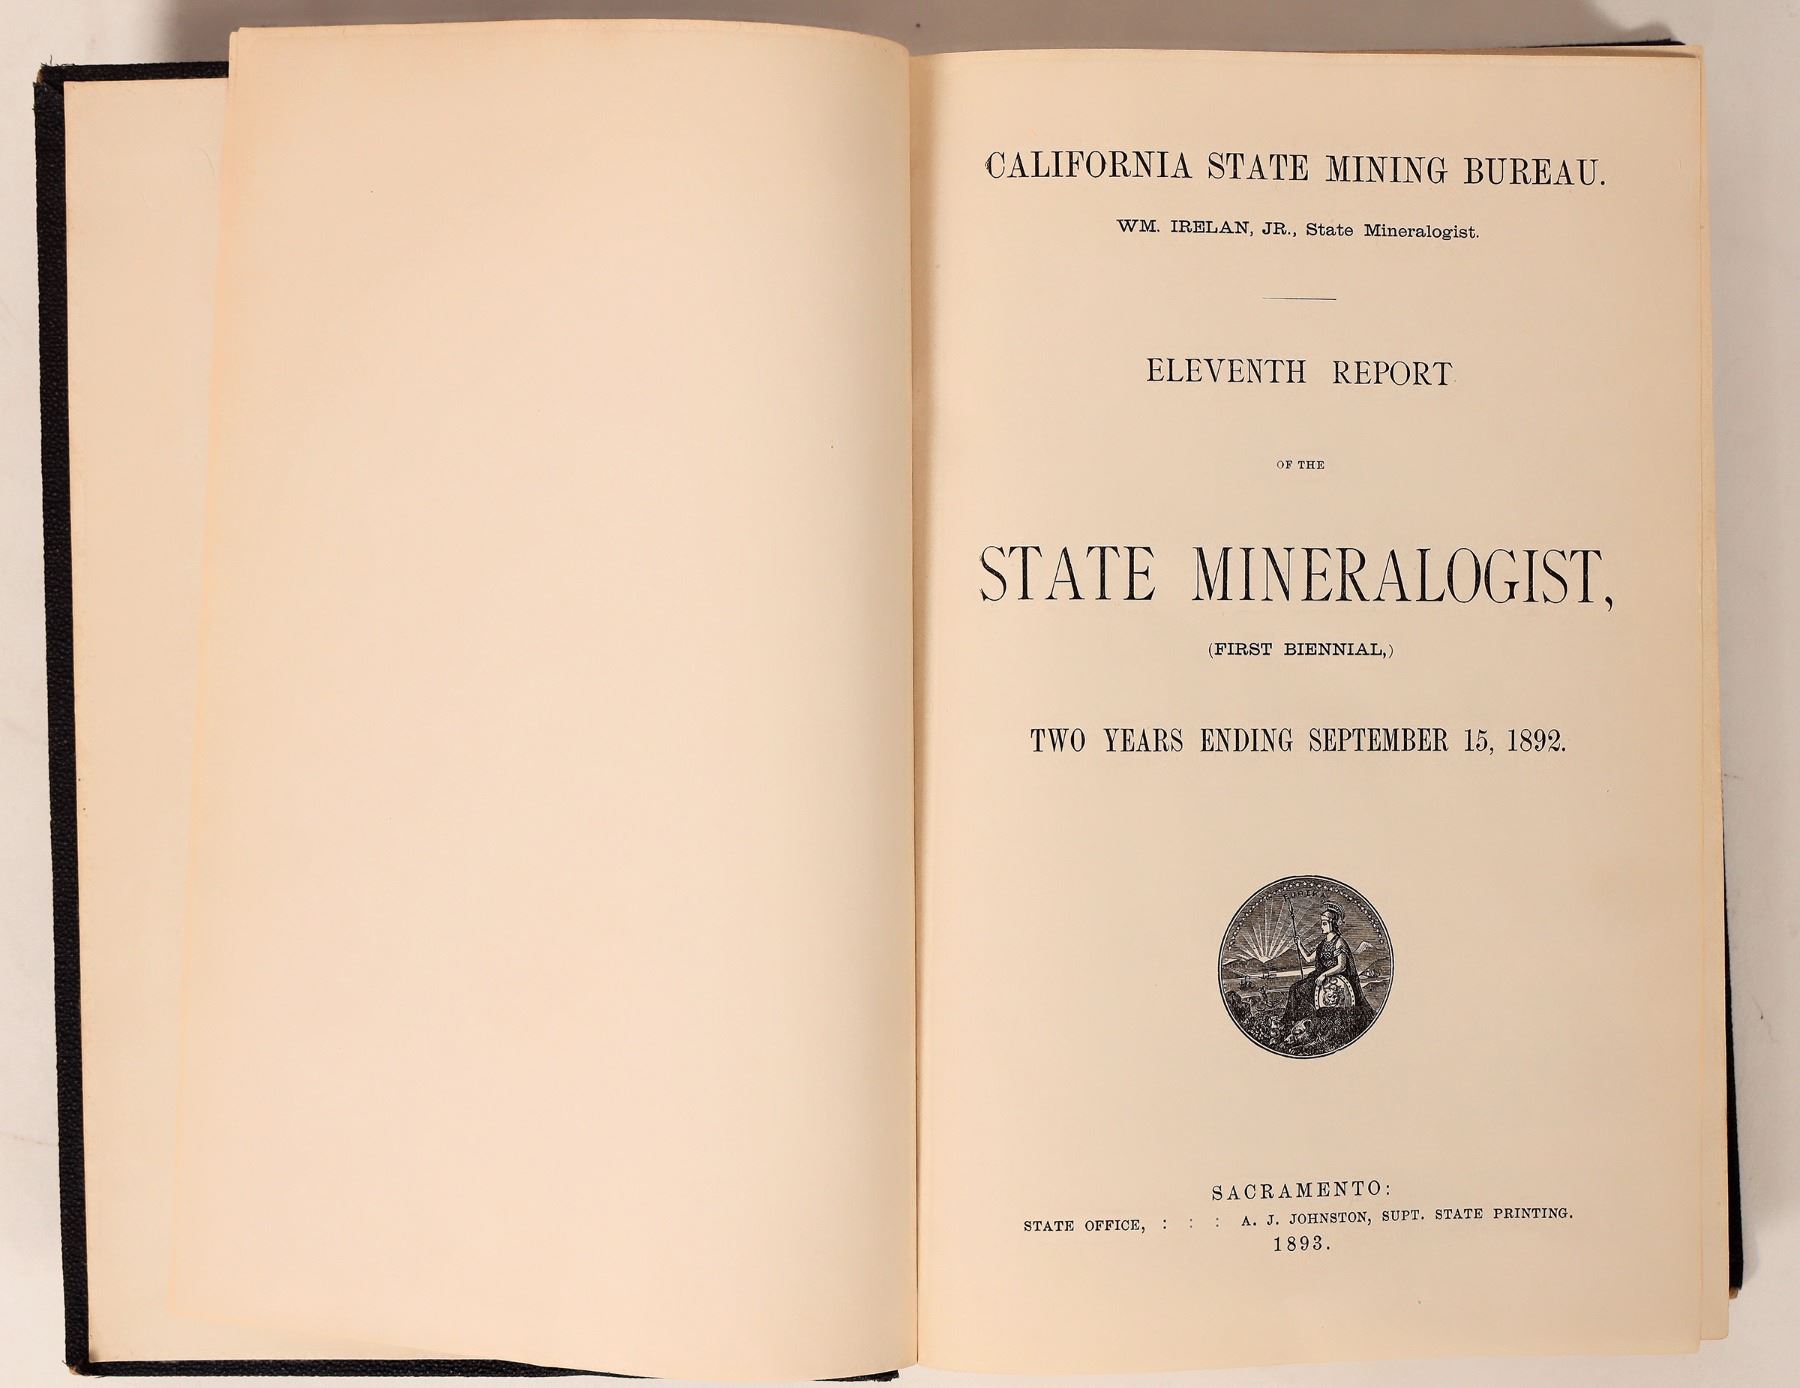 CALIFORNIA STATE MINING BUREAU.
WM. IRELAN, JR., State Mineralogist.
ELEVENTH REPORT
OF THE
STATE MINERALOGIST,
(FIRST BIENNIAL,)
TWO YEARS ENDING SEPTEMBER 15, 1892.
EUREKA
SACRAMENTO:
STATE OFFICE, : : : A. J. JOHNSTON, SUPT. STATE PRINTING.
1893.